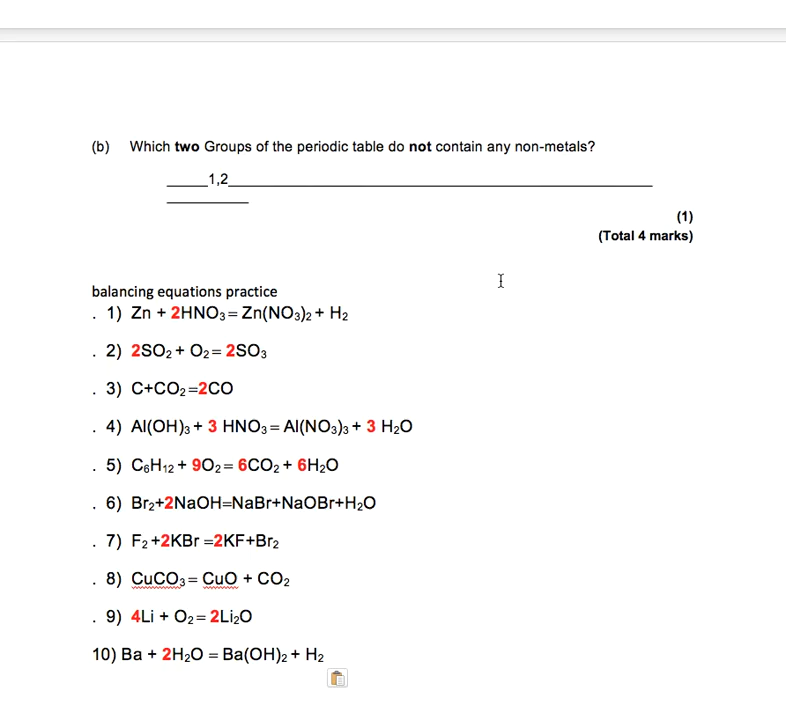 (b) Which two Groups of the periodic table do not contain any non-metals?
_____1,2_____
(1)
(Total 4 marks)
balancing equations practice
. 1) Zn + 2HNO₃= Zn(NO₃)₂ + H₂
. 2) 2SO₂ + O₂= 2SO₃
. 3) C+CO₂=2CO
. 4) Al(OH)₃ + 3 HNO₃= Al(NO₃)₃ + 3 H₂O
. 5) C₆H₁₂ + 9O₂= 6CO₂ + 6H₂O
. 6) Br₂+2NaOH=NaBr+NaOBr+H₂O
. 7) F₂ +2KBr =2KF+Br₂
. 8) CuCO₃= CuO + CO₂
. 9) 4Li + O₂= 2Li₂O
10) Ba + 2H₂O = Ba(OH)₂ + H₂